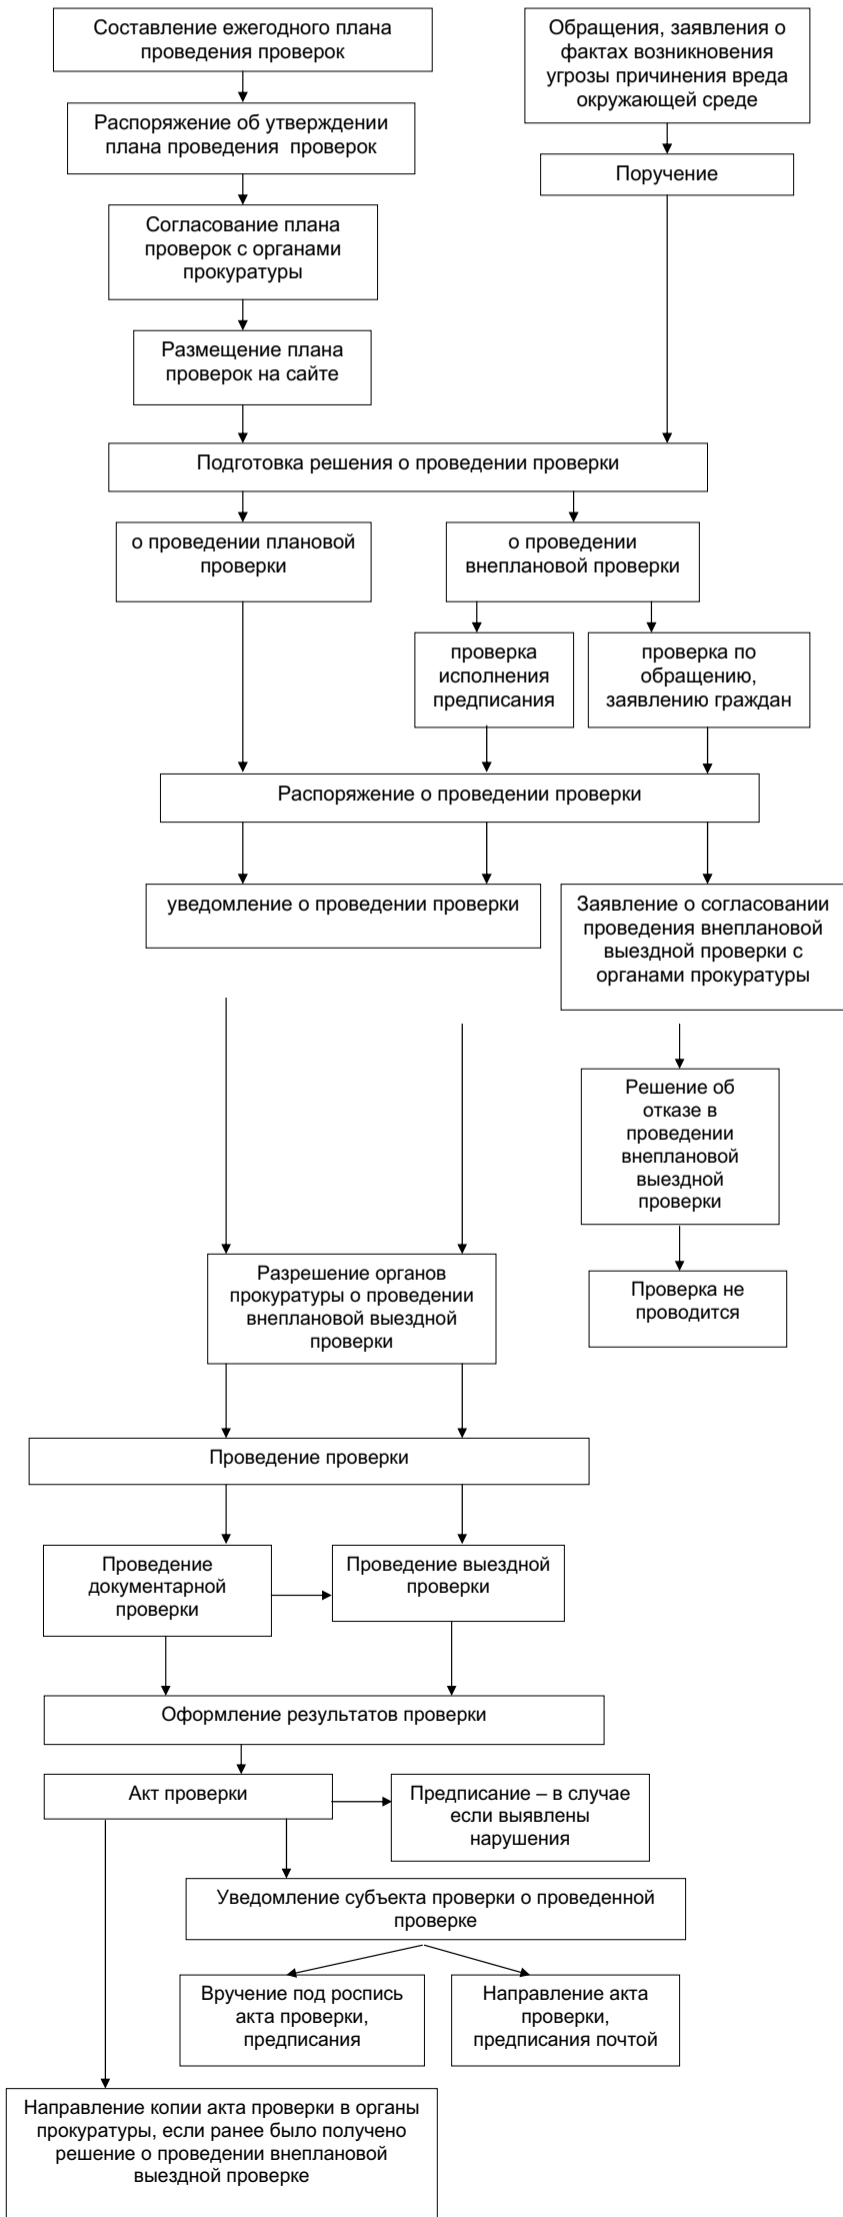 Составление ежегодного плана
проведения проверок
Обращения, заявления о
фактах возникновения
угрозы причинения вреда
окружающей среде
Распоряжение об утверждении
плана проведения проверок
Поручение
Согласование плана
проверок с органами
прокуратуры
Размещение плана
проверок на сайте
Подготовка решения о проведении проверки
о проведении плановой
проверки
о проведении
внеплановой проверки
проверка
исполнения
предписания
проверка по
обращению,
заявлению граждан
Распоряжение о проведении проверки
уведомление о проведении проверки
Заявление о согласовании
проведения внеплановой
выездной проверки с
органами прокуратуры
Решение об
отказе в
проведении
внеплановой
выездной
проверки
Разрешение органов
прокуратуры о проведении
внеплановой выездной
проверки
Проверка не
проводится
Проведение проверки
Проведение
документарной
проверки
Проведение выездной
проверки
Оформление результатов проверки
Акт проверки
Предписание – в случае
если выявлены
нарушения
Уведомление субъекта проверки о проведенной
проверке
Вручение под роспись
акта проверки,
предписания
Направление акта
проверки,
предписания почтой
Направление копии акта проверки в органы
прокуратуры, если ранее было получено
решение о проведении внеплановой
выездной проверке